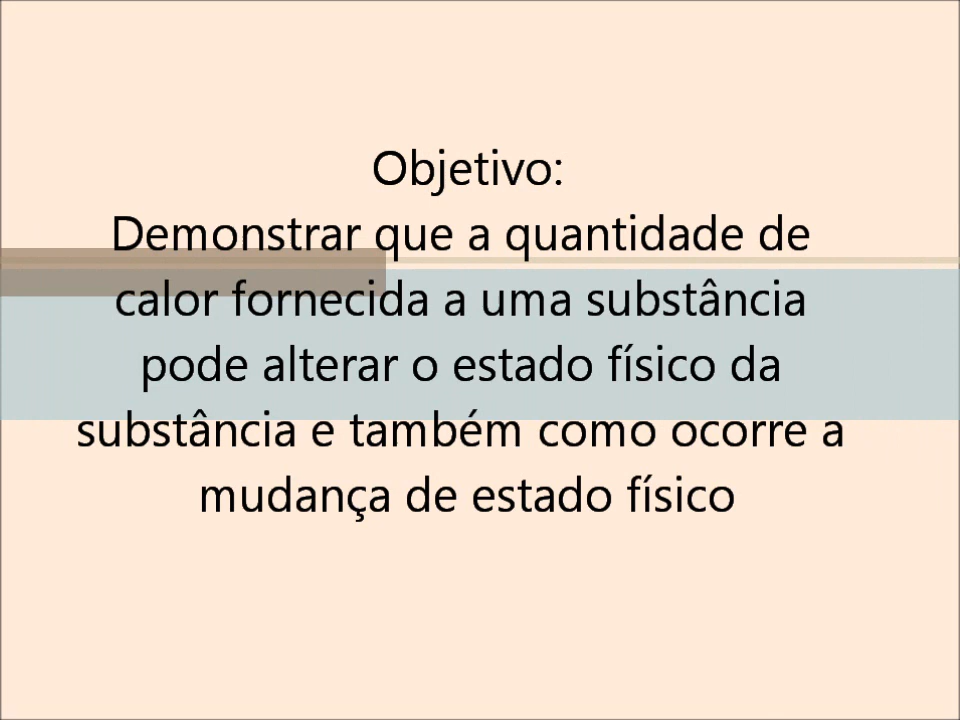 Objetivo:
Demonstrar que a quantidade de
calor fornecida a uma substância
pode alterar o estado físico da
substância e também como ocorre a
mudança de estado físico